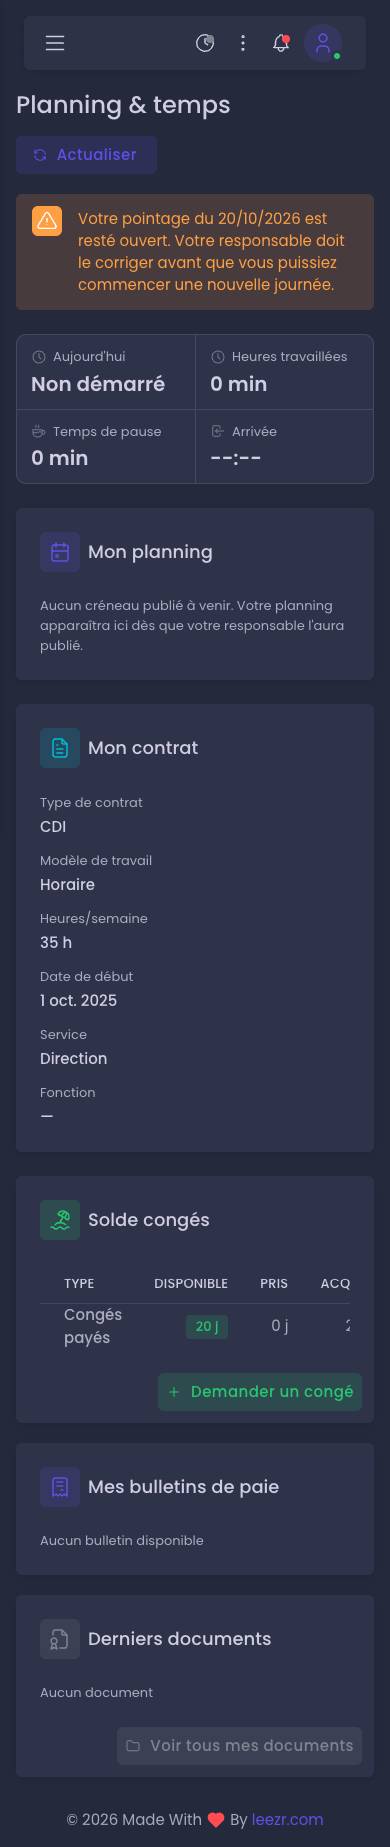 Planning & temps
Actualiser
Votre pointage du 20/10/2026 est
resté ouvert. Votre responsable doit
le corriger avant que vous puissiez
commencer une nouvelle journée.
Aujourd'hui
Non démarré
Heures travaillées
0 min
Temps de pause
0 min
Arrivée
--:--
Mon planning
Aucun créneau publié à venir. Votre planning
apparaîtra ici dès que votre responsable l'aura
publié.
Mon contrat
Type de contrat
CDI
Modèle de travail
Horaire
Heures/semaine
35 h
Date de début
1 oct. 2025
Service
Direction
Fonction
—
Solde congés
TYPE DISPONIBLE PRIS ACQ
Congés
payés
20 j 0 j
Demander un congé
Mes bulletins de paie
Aucun bulletin disponible
Derniers documents
Aucun document
Voir tous mes documents
© 2026 Made With ❤ By leezr.com